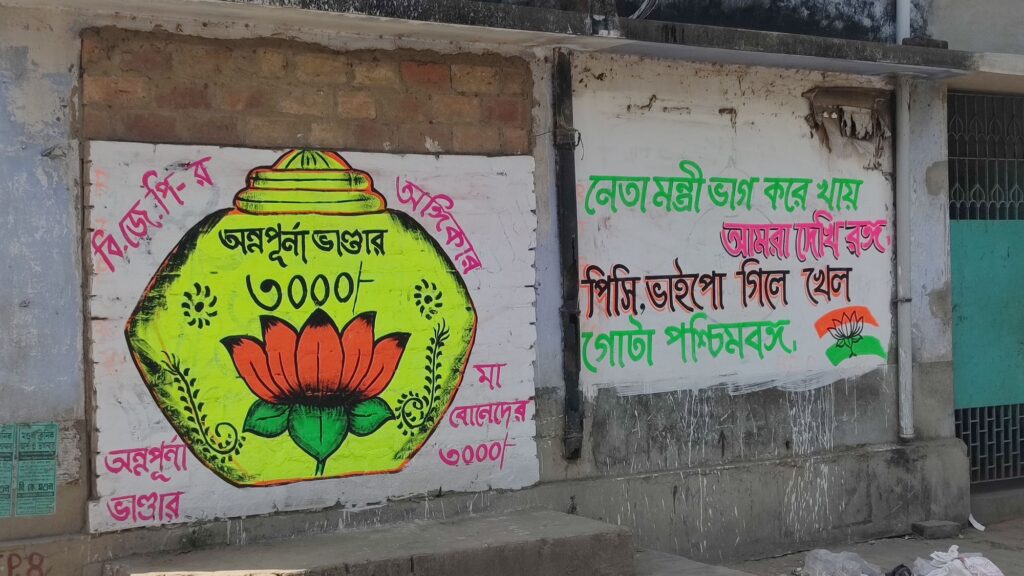 বি.জে.পি-র
অঙ্গিকার
অন্নপূর্না ভাণ্ডার
৩০০০/-
মা
বোনেদের
৩০০০/-
অন্নপূর্না
ভাণ্ডার
নেতা মন্ত্রী ভাগ করে খায়
আমরা দেখি রঙ্গ.
পিসি.ভাইপো গিলে খেল
গোটা পশ্চিমবঙ্গ.